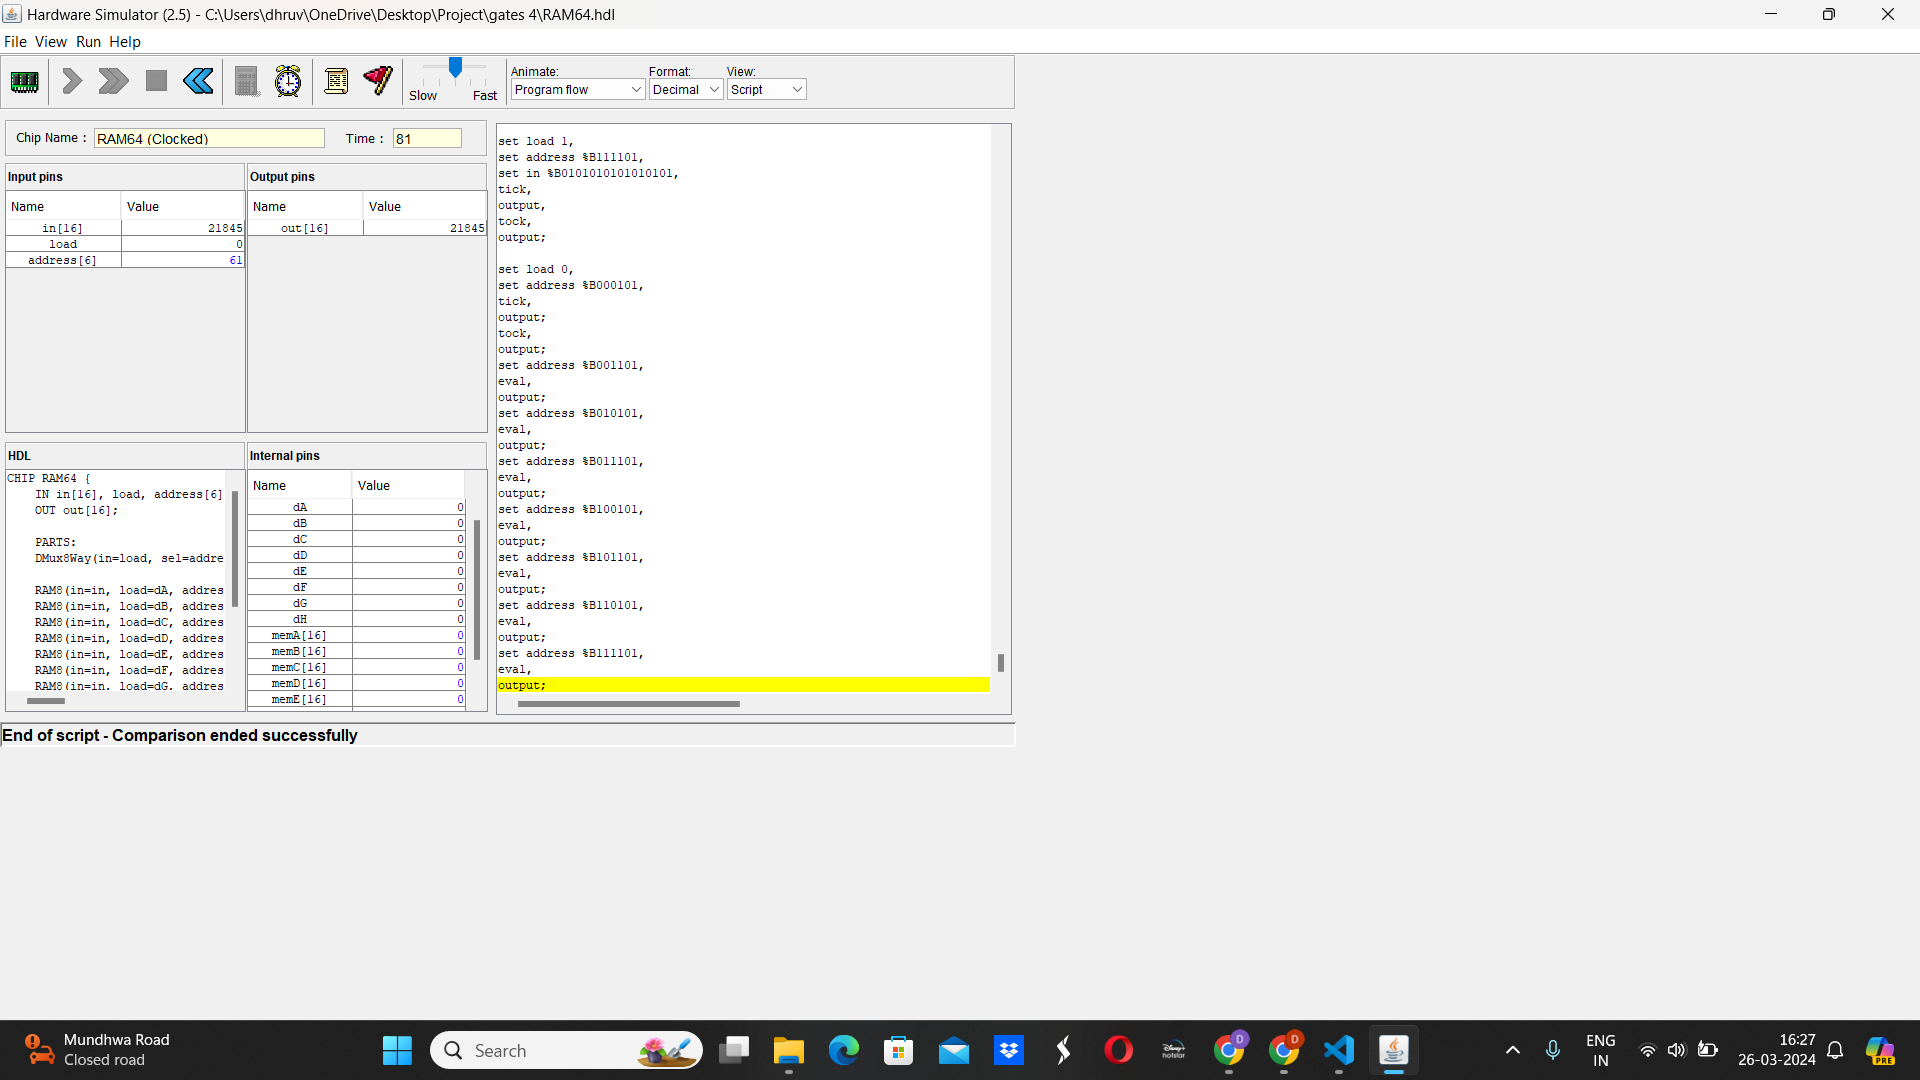 Hardware Simulator (2.5) - C:\Users\dhruv\OneDrive\Desktop\Project\gates 4\RAM64.hdl
File View Run Help
Slow Fast
Animate: Format: View:
Program flow Decimal Script
Chip Name : RAM64 (Clocked) Time : 81
Input pins
Name Value
in[16] 21845
load 0
address[6] 61
Output pins
Name Value
out[16] 21845
HDL
CHIP RAM64 {
IN in[16], load, address[6]
OUT out[16];
PARTS:
DMux8Way(in=load, sel=addre
RAM8(in=in, load=dA, addres
RAM8(in=in, load=dB, addres
RAM8(in=in, load=dC, addres
RAM8(in=in, load=dD, addres
RAM8(in=in, load=dE, addres
RAM8(in=in, load=dF, addres
RAM8(in=in, load=dG, addres
Internal pins
Name Value
dA 0
dB 0
dC 0
dD 0
dE 0
dF 0
dG 0
dH 0
memA[16] 0
memB[16] 0
memC[16] 0
memD[16] 0
memE[16] 0
set load 1,
set address %B111101,
set in %B0101010101010101,
tick,
output,
tock,
output;
set load 0,
set address %B000101,
tick,
output;
tock,
output;
set address %B001101,
eval,
output;
set address %B010101,
eval,
output;
set address %B011101,
eval,
output;
set address %B100101,
eval,
output;
set address %B101101,
eval,
output;
set address %B110101,
eval,
output;
set address %B111101,
eval,
output;
End of script - Comparison ended successfully
Mundhwa Road
Closed road
Search
Disney+
hotstar
D
D
ENG
IN
16:27
26-03-2024
PRE